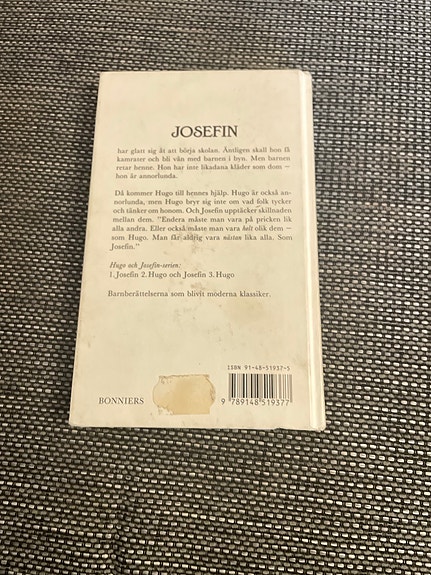 JOSEFIN
har glatt sig åt att börja skolan. Äntligen skall hon få
kamrater och bli vän med barnen i byn. Men barnen
retar henne. Hon har inte likadana kläder som dom —
hon är annorlunda.
Då kommer Hugo till hennes hjälp. Hugo är också an-
norlunda, men Hugo bryr sig inte om vad folk tycker
och tänker om honom. Och Josefin upptäcker skillnaden
mellan dem. "Endera måste man vara på pricken lik
alla andra. Eller också måste man vara helt olik dem —
som Hugo. Man får aldrig vara nästan lika alla. Som
Josefin."
Hugo och Josefin-serien:
1. Josefin 2. Hugo och Josefin 3. Hugo
Barnberättelserna som blivit moderna klassiker.
ISBN 91-48-51937-5
BONNIERS
9 789148 519377